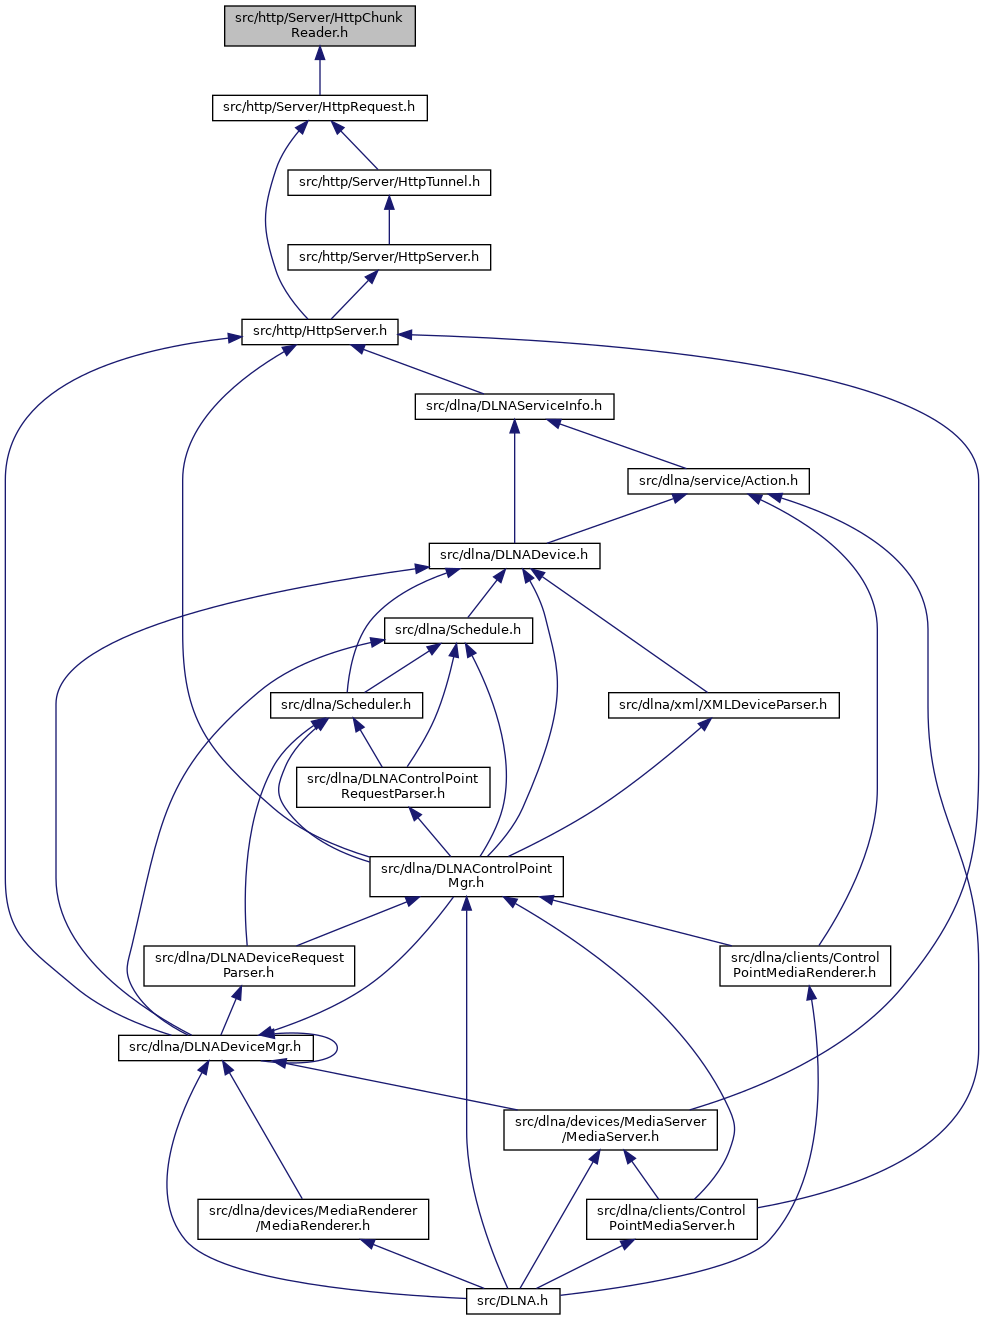 src/http/Server/HttpChunk
Reader.h
src/http/Server/HttpRequest.h
src/http/Server/HttpTunnel.h
src/http/Server/HttpServer.h
src/http/HttpServer.h
src/dlna/DLNAServiceInfo.h
src/dlna/service/Action.h
src/dlna/DLNADevice.h
src/dlna/Schedule.h
src/dlna/Scheduler.h
src/dlna/xml/XMLDeviceParser.h
src/dlna/DLNAControlPoint
RequestParser.h
src/dlna/DLNAControlPoint
Mgr.h
src/dlna/DLNADeviceRequest
Parser.h
src/dlna/clients/Control
PointMediaRenderer.h
src/dlna/DLNADeviceMgr.h
src/dlna/devices/MediaServer
/MediaServer.h
src/dlna/devices/MediaRenderer
/MediaRenderer.h
src/dlna/clients/Control
PointMediaServer.h
src/DLNA.h